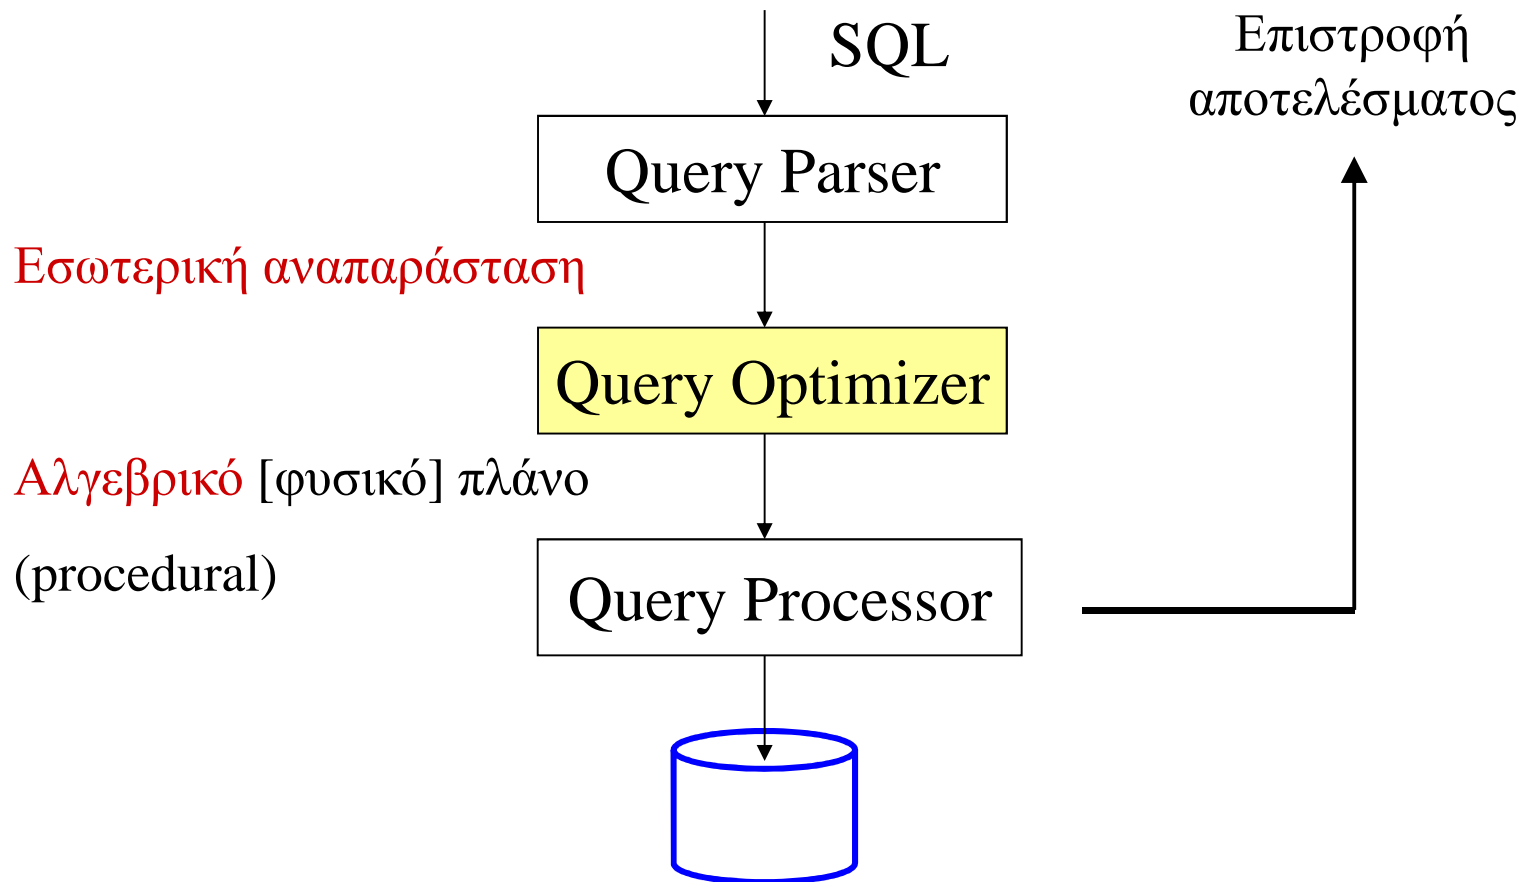 SQL
Επιστροφή
αποτελέσματος
Query Parser
Εσωτερική αναπαράσταση
Query Optimizer
Αλγεβρικό [φυσικό] πλάνο
(procedural)
Query Processor